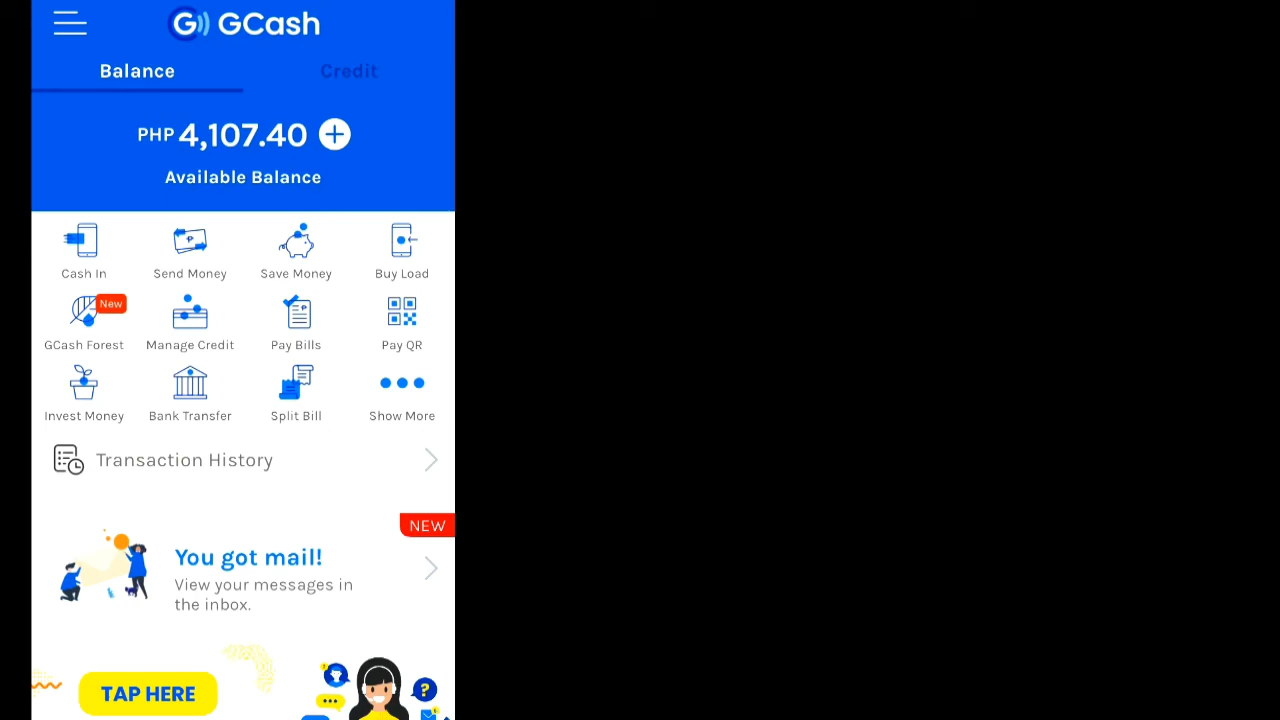 GCash
Balance Credit
PHP 4,107.40
Available Balance
Cash In Send Money Save Money Buy Load
New
GCash Forest Manage Credit Pay Bills Pay QR
Invest Money Bank Transfer Split Bill Show More
Transaction History
NEW
You got mail!
View your messages in
the inbox.
TAP HERE